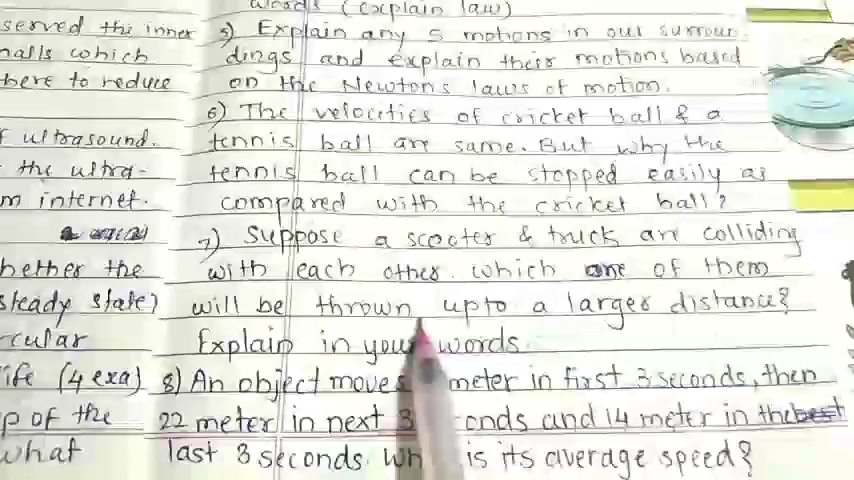 words (explain law)
served the inner
halls which
here to reduce
f ultrasound.
the ultra-
m internet.
hether the
steady state)
cular
ife (4 exa)
p of the
what
5) Explain any 5 motions in our surroun-
dings and explain their motions based
on the Newtons laws of motion.
6) The velocities of cricket ball & a
tennis ball are same. But why the
tennis ball can be stopped easily as
compared with the cricket ball?
7) Suppose a scooter & truck are colliding
with each other. which one of them
will be thrown upto a larger distance?
Explain in your words.
8) An object moves meter in first 3 seconds, then
22 meter in next 3 onds and 14 meter in the
last 3 seconds. Wh is its average speed?